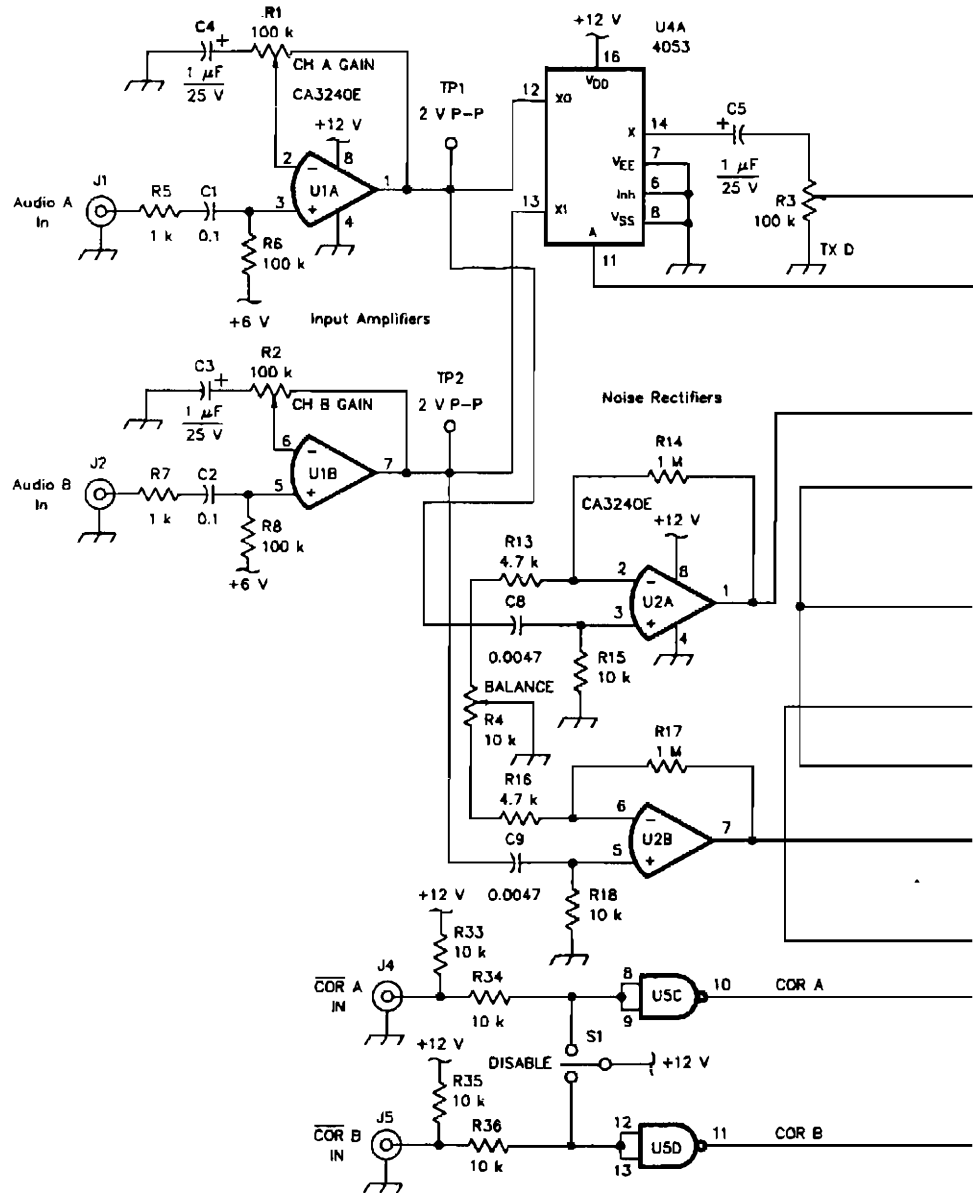 R1
100 k
C4
+
1 µF
25 V
CH A GAIN
CA3240E
+12 V
8
2
−
U1A
1
3
+
4
J1
Audio A
In
R5
1 k
C1
0.1
R6
100 k
+6 V
TP1
2 V P-P
+12 V
16
U4A
4053
VDD
12
X0
X
14
VEE
7
Inh
6
VSS
8
13
X1
A
11
C5
+
1 µF
25 V
R3
100 k
TX D
Input Amplifiers
R2
100 k
C3
+
1 µF
25 V
CH B GAIN
6
−
U1B
7
5
+
J2
Audio B
In
R7
1 k
C2
0.1
R8
100 k
+6 V
TP2
2 V P-P
Noise Rectifiers
R14
1 M
CA3240E
+12 V
8
R13
4.7 k
2
−
U2A
1
3
+
4
C8
0.0047
R15
10 k
BALANCE
R4
10 k
R17
1 M
R16
4.7 k
6
−
U2B
7
5
+
C9
0.0047
R18
10 k
+12 V
R33
10 k
J4
COR A
IN
R34
10 k
8
9
U5C
10
COR A
S1
DISABLE
+12 V
+12 V
R35
10 k
J5
COR B
IN
R36
10 k
12
13
U5D
11
COR B